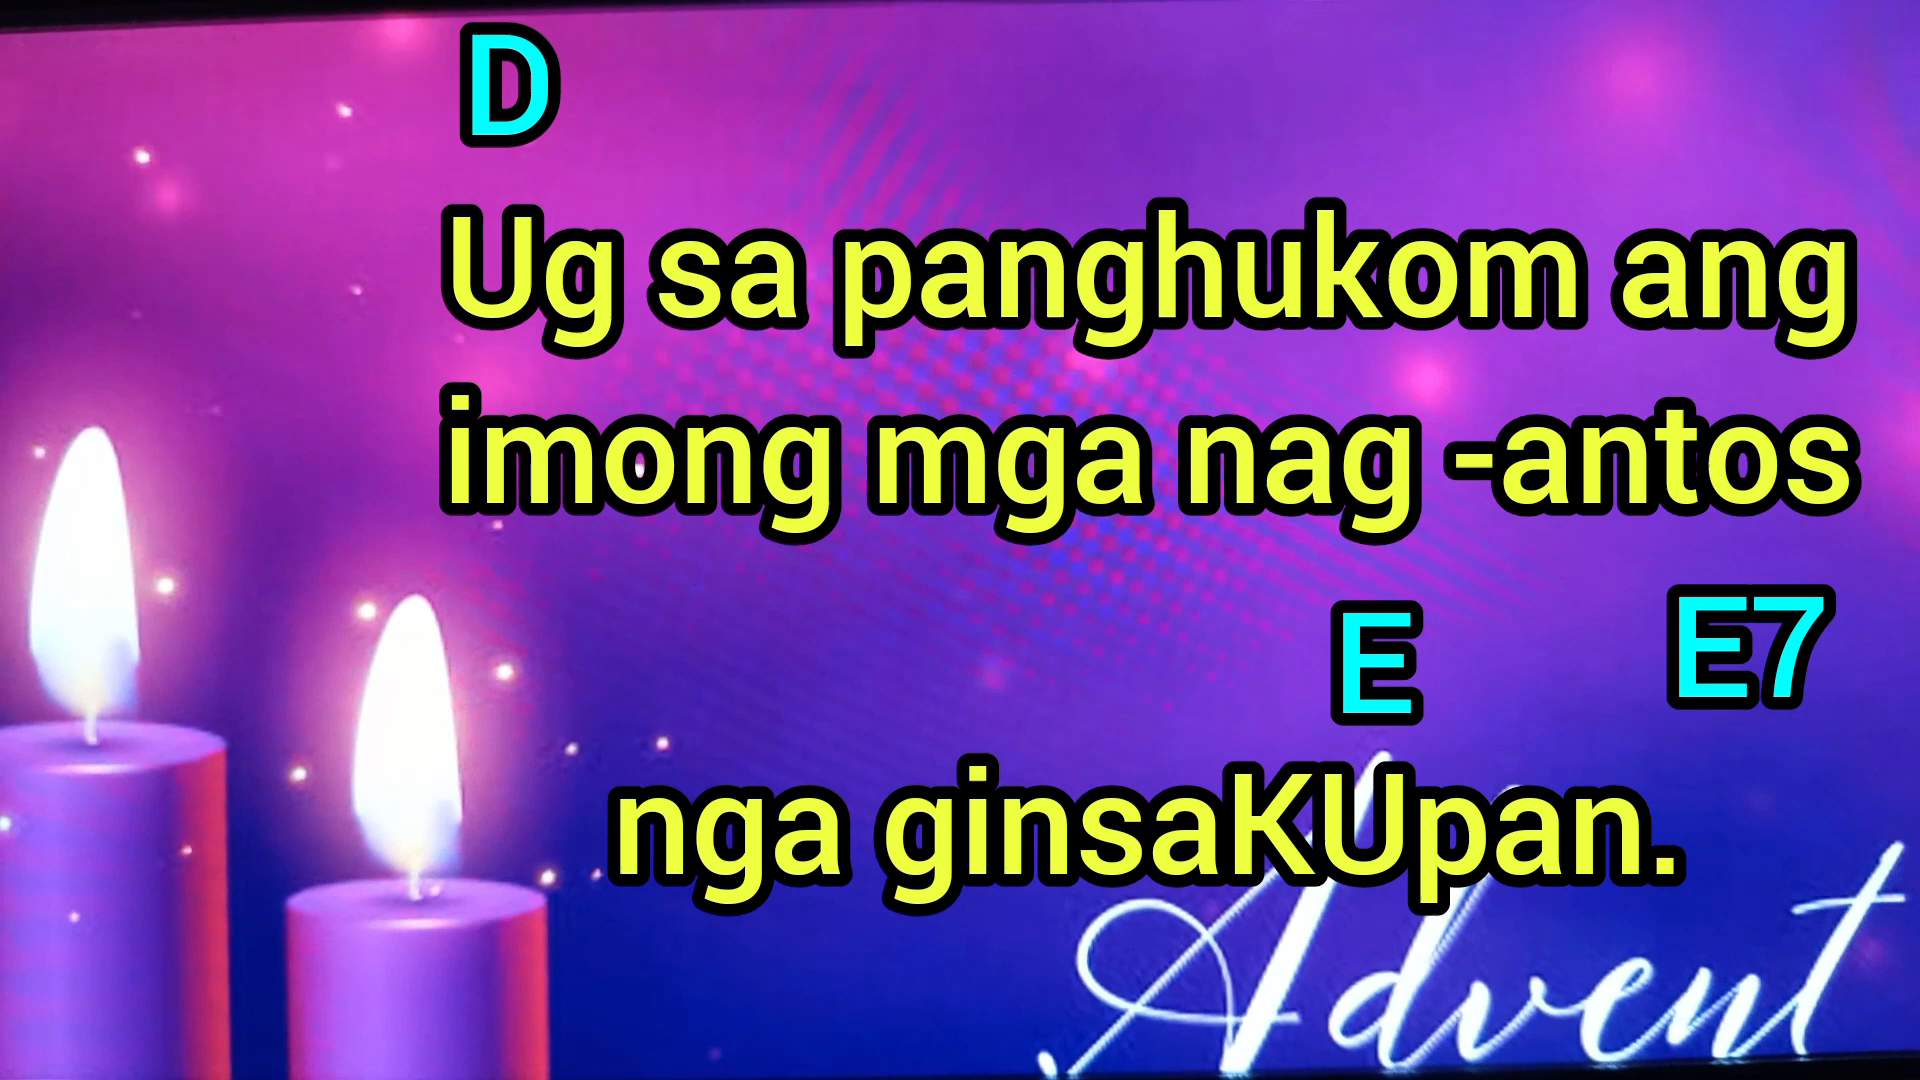 D
Ug sa panghukom ang
imong mga nag -antos
E E7
nga ginsaKUpan.
Advent